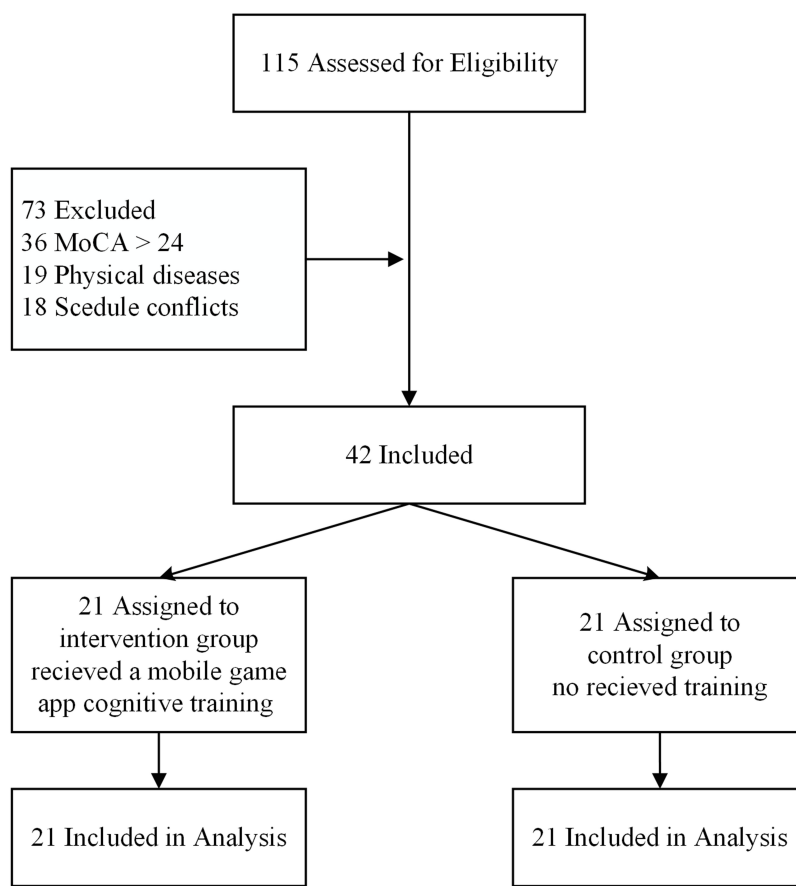 115 Assessed for Eligibility
73 Excluded
36 MoCA > 24
19 Physical diseases
18 Scedule conflicts
42 Included
21 Assigned to
intervention group
recieved a mobile game
app cognitive training
21 Assigned to
control group
no recieved training
21 Included in Analysis
21 Included in Analysis